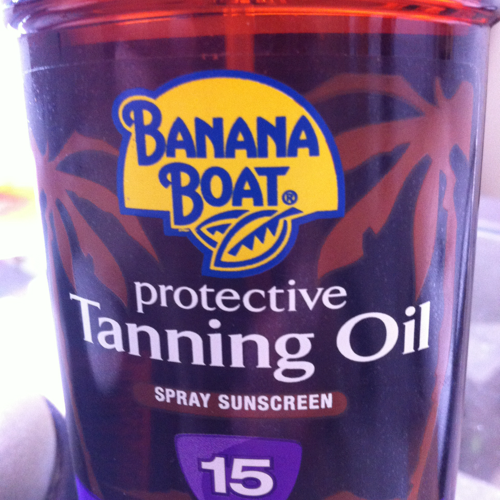 BANANA
BOAT®
protective
Tanning Oil
SPRAY SUNSCREEN
15